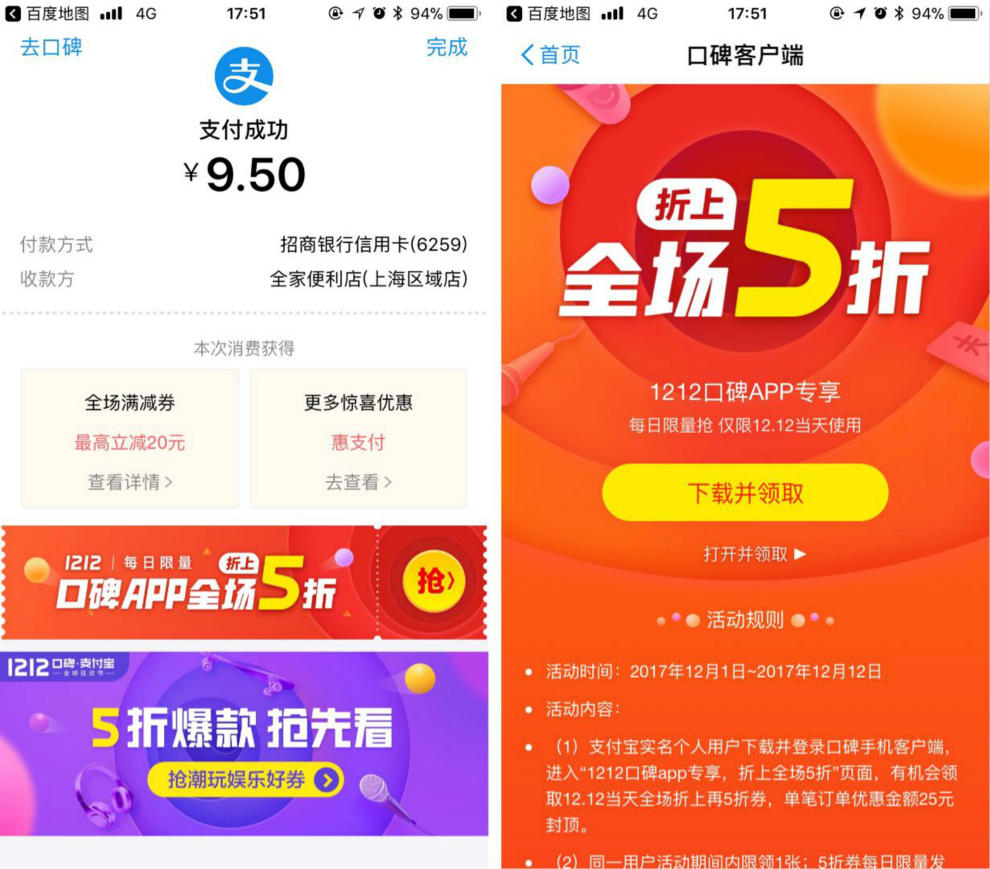 百度地图 4G 17:51 94%
去口碑 完成
支
支付成功
¥9.50
付款方式 招商银行信用卡(6259)
收款方 全家便利店(上海区域店)
本次消费获得
全场满减券
最高立减20元
查看详情>
更多惊喜优惠
惠支付
去查看>
1212 | 每日限量 折上
口碑APP全场5折
抢>
1212 口碑·支付宝
全球狂欢节
5折爆款 抢先看
抢潮玩娱乐好券 >
百度地图 4G 17:51 94%
<首页 口碑客户端
折上
全场5折
1212口碑APP专享
每日限量抢 仅限12.12当天使用
下载并领取
打开并领取 ▶
活动规则
• 活动时间：2017年12月1日~2017年12月12日
• 活动内容：
• （1）支付宝实名个人用户下载并登录口碑手机客户端，
进入“1212口碑app专享，折上全场5折”页面，有机会领
取12.12当天全场折上再5折券，单笔订单优惠金额25元
封顶。
• （2）同一用户活动期间内限领1张；5折券每日限量发